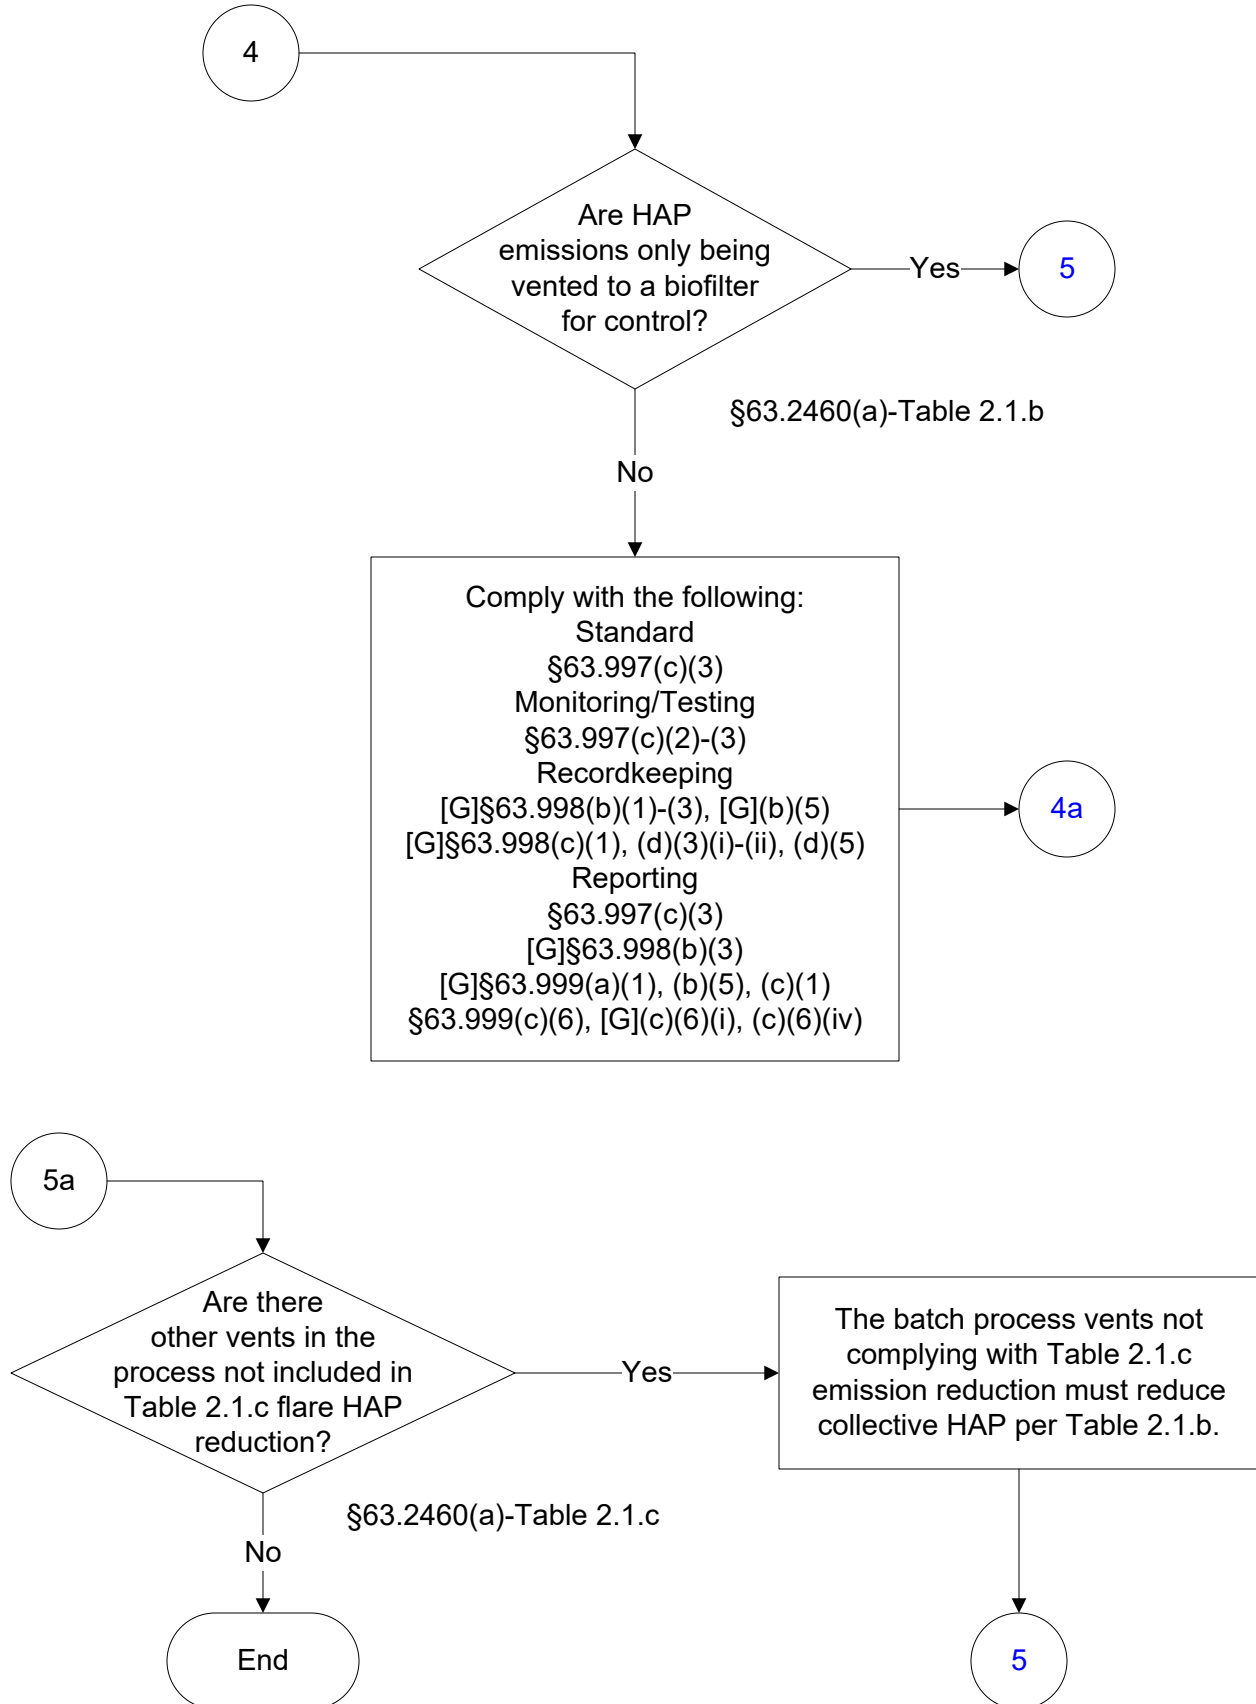 4
Are HAP
emissions only being
vented to a biofilter
for control?
Yes
5
§63.2460(a)-Table 2.1.b
No
Comply with the following:
Standard
§63.997(c)(3)
Monitoring/Testing
§63.997(c)(2)-(3)
Recordkeeping
[G]§63.998(b)(1)-(3), [G](b)(5)
[G]§63.998(c)(1), (d)(3)(i)-(ii), (d)(5)
Reporting
§63.997(c)(3)
[G]§63.998(b)(3)
[G]§63.999(a)(1), (b)(5), (c)(1)
§63.999(c)(6), [G](c)(6)(i), (c)(6)(iv)
4a
5a
Are there
other vents in the
process not included in
Table 2.1.c flare HAP
reduction?
Yes
The batch process vents not
complying with Table 2.1.c
emission reduction must reduce
collective HAP per Table 2.1.b.
§63.2460(a)-Table 2.1.c
No
End
5